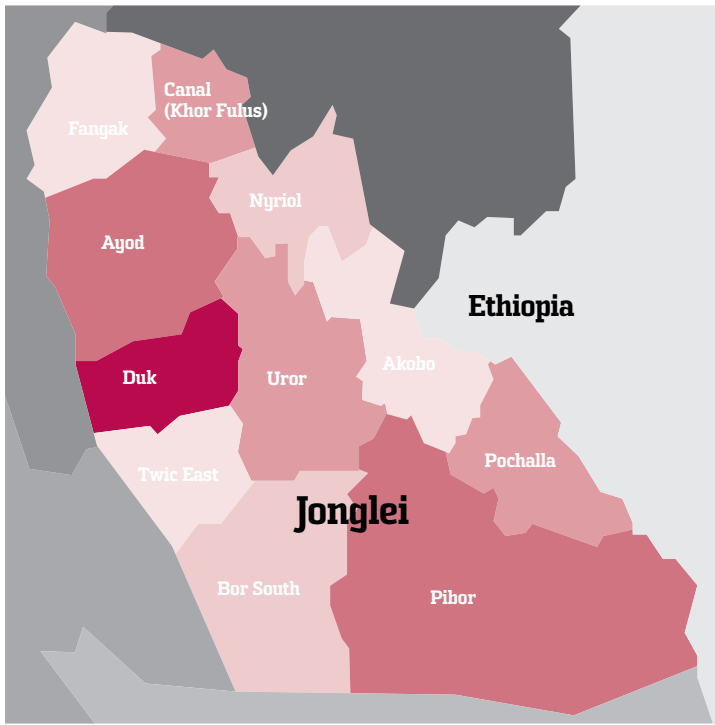 Canal
(Khor Fulus)
Fangak
Nyriol
Ayod
Ethiopia
Akobo
Duk
Uror
Pochalla
Twic East
Jonglei
Bor South
Pibor